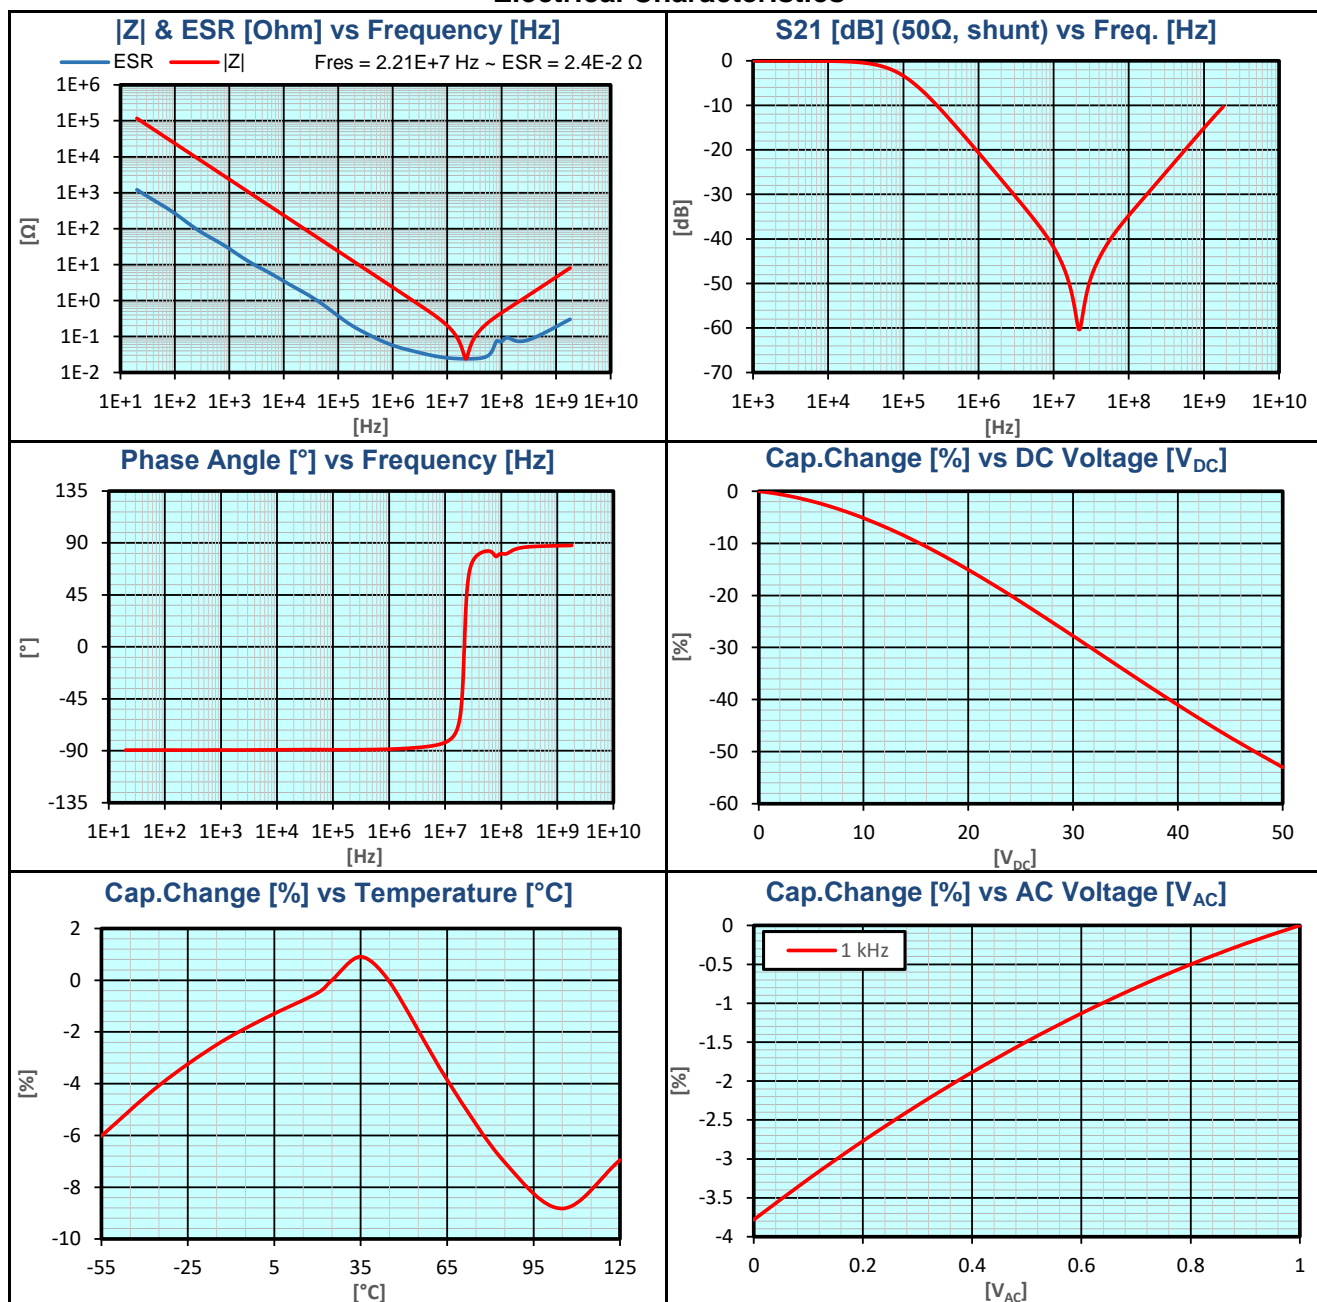 |Z| & ESR [Ohm] vs Frequency [Hz]
ESR |Z| Fres = 2.21E+7 Hz ~ ESR = 2.4E-2 Ω
1E+6
1E+5
1E+4
1E+3
1E+2
1E+1
1E+0
1E-1
1E-2
[Ω]
1E+1 1E+2 1E+3 1E+4 1E+5 1E+6 1E+7 1E+8 1E+9 1E+10
[Hz]
S21 [dB] (50Ω, shunt) vs Freq. [Hz]
0
-10
-20
-30
-40
-50
-60
-70
[dB]
1E+3 1E+4 1E+5 1E+6 1E+7 1E+8 1E+9 1E+10
[Hz]
Phase Angle [°] vs Frequency [Hz]
135
90
45
0
-45
-90
-135
[°]
1E+1 1E+2 1E+3 1E+4 1E+5 1E+6 1E+7 1E+8 1E+9 1E+10
[Hz]
Cap.Change [%] vs DC Voltage [VDC]
0
-10
-20
-30
-40
-50
-60
[%]
0 10 20 30 40 50
[VDC]
Cap.Change [%] vs Temperature [°C]
2
0
-2
-4
-6
-8
-10
[%]
-55 -25 5 35 65 95 125
[°C]
Cap.Change [%] vs AC Voltage [VAC]
1 kHz
0
-0.5
-1
-1.5
-2
-2.5
-3
-3.5
-4
[%]
0 0.2 0.4 0.6 0.8 1
[VAC]